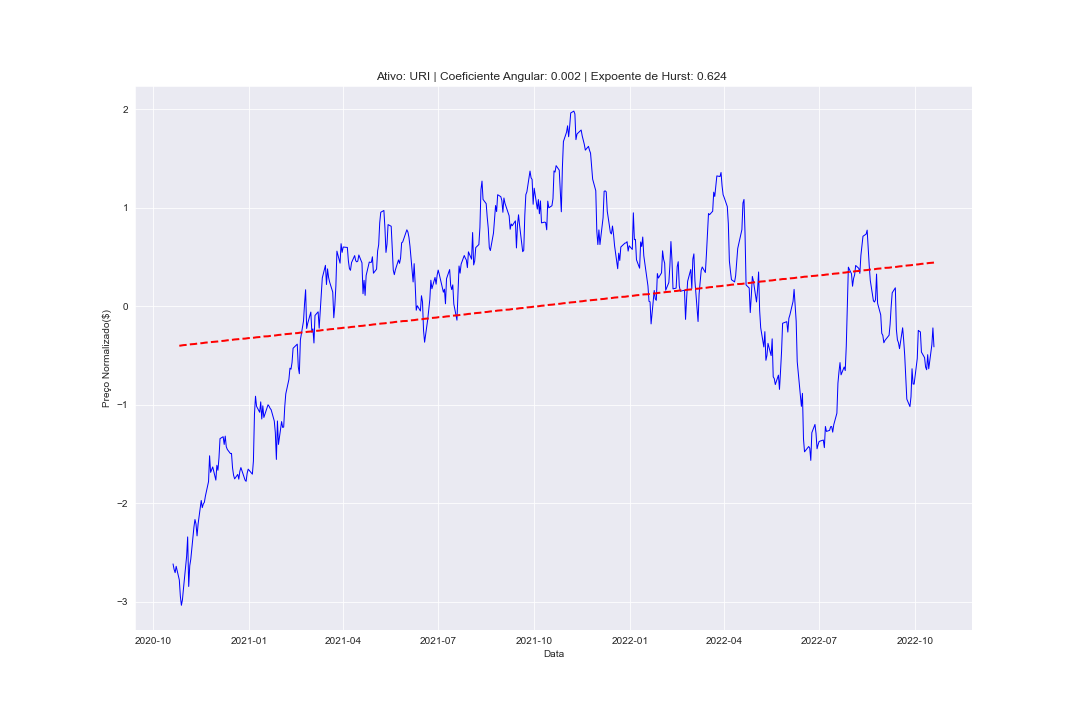 Ativo: URI | Coeficiente Angular: 0.002 | Expoente de Hurst: 0.624
Preço Normalizado($)
2
1
0
−1
−2
−3
2020-10 2021-01 2021-04 2021-07 2021-10 2022-01 2022-04 2022-07 2022-10
Data